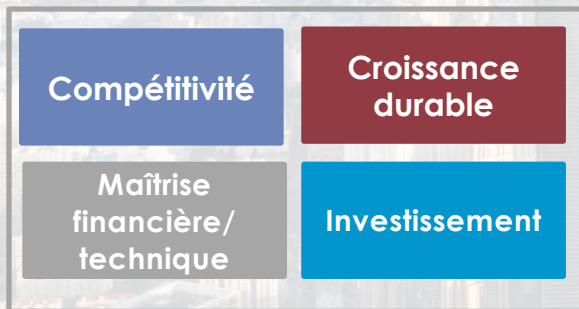 Compétitivité
Croissance
durable
Maîtrise
financière/
technique
Investissement